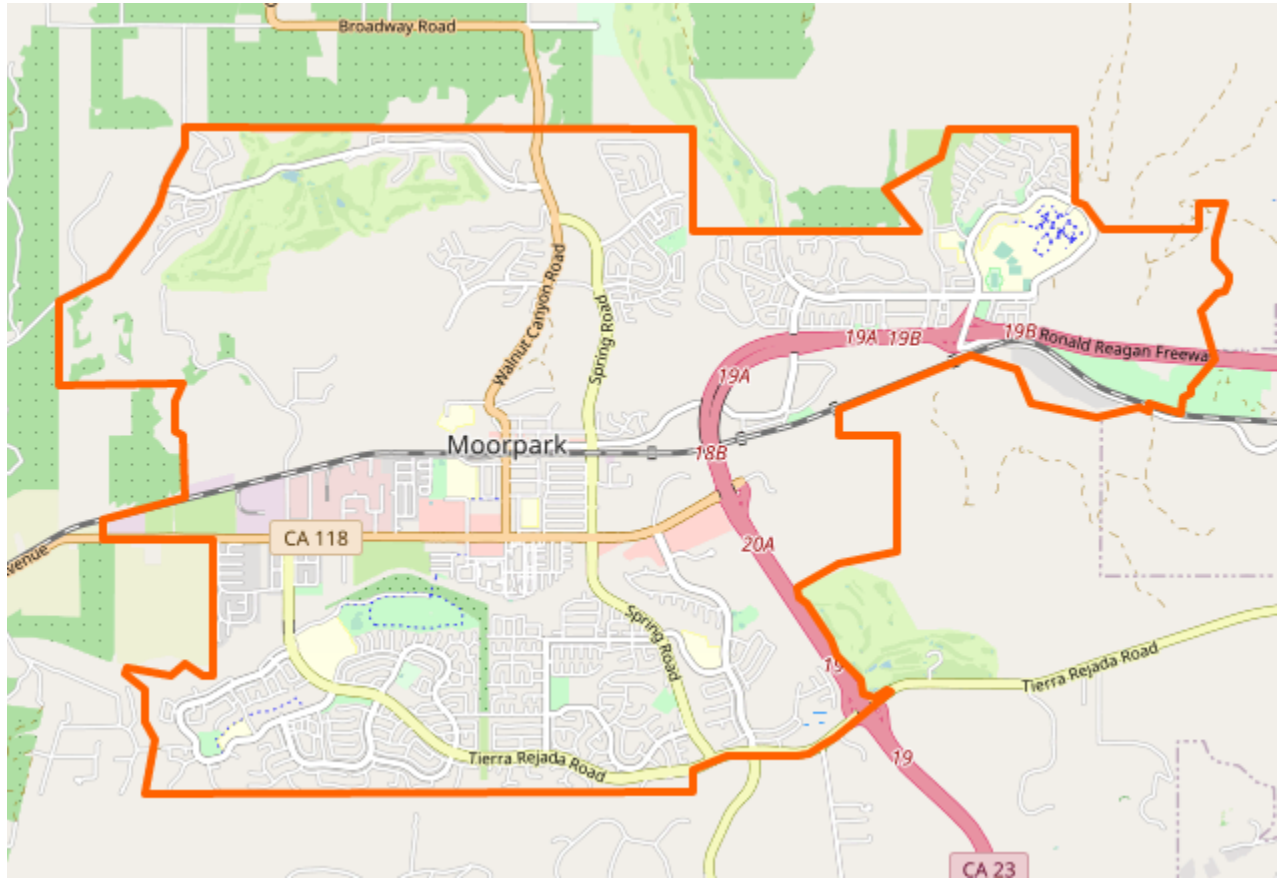 Broadway Road
Walnut Canyon Road
Spring Road
19A 19B
19B
Ronald Reagan Freewa
19A
Moorpark
18B
CA 118
20A
venue
Spring Road
19
Tierra Rejada Road
Tierra Rejada Road
19
CA 23